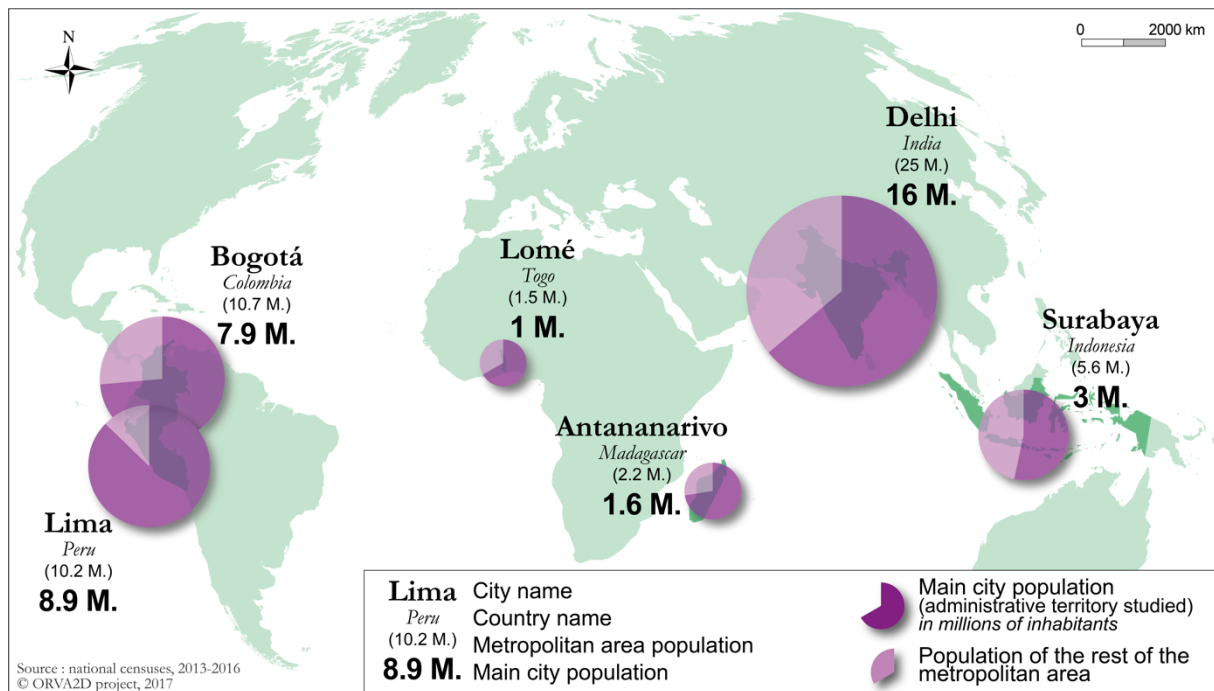 N
0 2000 km
Delhi
India
(25 M.)
16 M.
Bogotá
Colombia
(10.7 M.)
7.9 M.
Lomé
Togo
(1.5 M.)
1 M.
Surabaya
Indonesia
(5.6 M.)
3 M.
Antananarivo
Madagascar
(2.2 M.)
1.6 M.
Lima
Peru
(10.2 M.)
8.9 M.
Lima City name
Peru Country name
(10.2 M.) Metropolitan area population
8.9 M. Main city population
Main city population
(administrative territory studied)
in millions of inhabitants
Population of the rest of the
metropolitan area
Source : national censuses, 2013-2016
© ORVA2D project, 2017